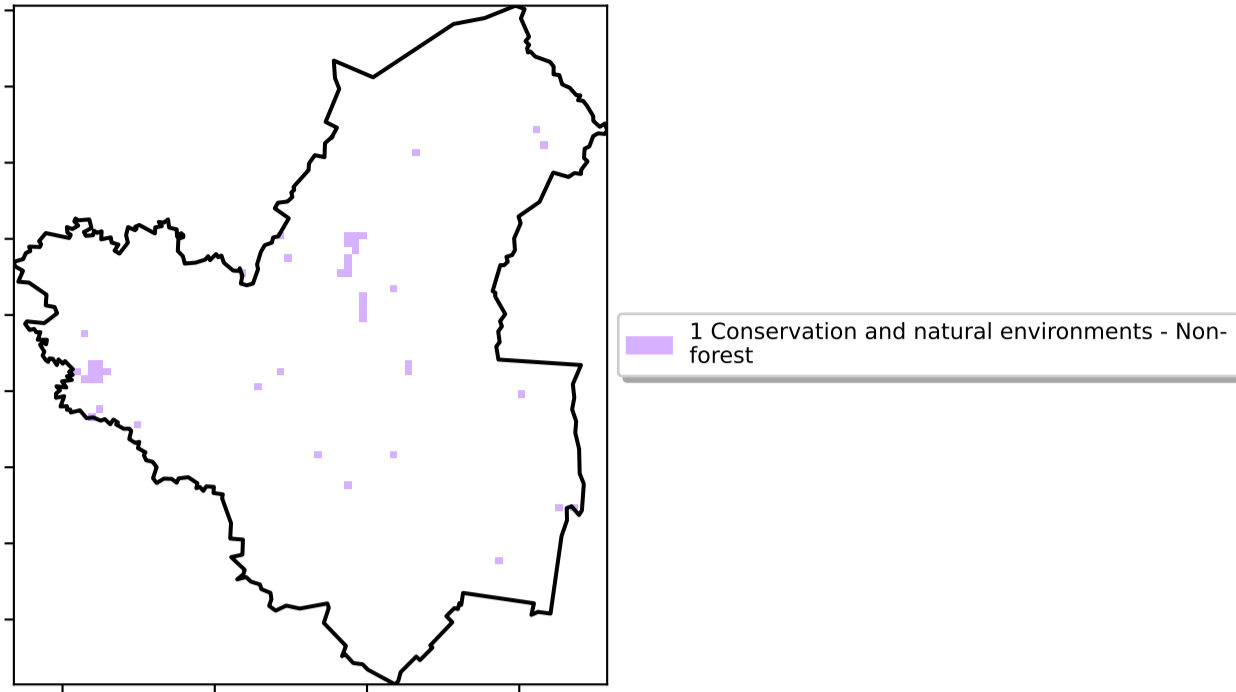 1 Conservation and natural environments - Non-
forest